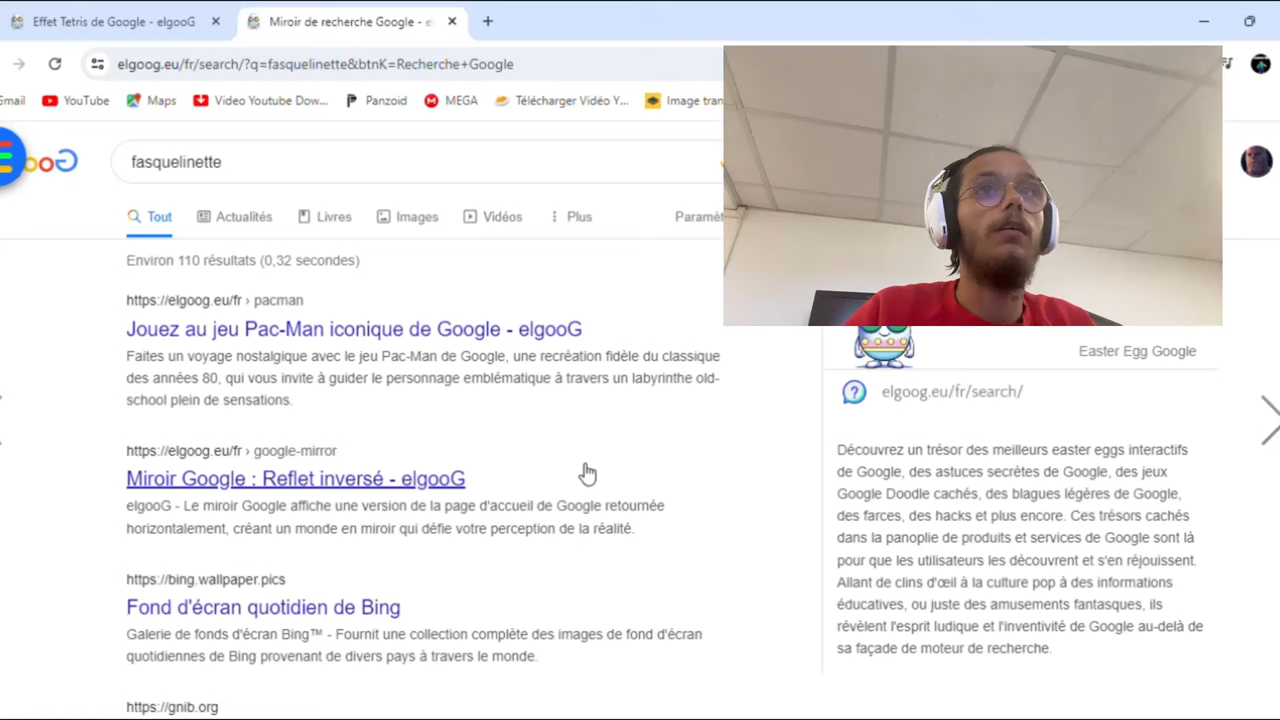 Effet Tetris de Google - elgooG
Miroir de recherche Google - e
elgoog.eu/fr/search/?q=fasquelinette&btnK=Recherche+Google
Gmail
YouTube
Maps
Video Youtube Dow...
Panzoid
MEGA
Télécharger Vidéo Y...
Image tran
ooG
fasquelinette
Tout
Actualités
Livres
Images
Vidéos
Plus
Paramèt
Environ 110 résultats (0,32 secondes)
https://elgoog.eu/fr › pacman
Jouez au jeu Pac-Man iconique de Google - elgooG
Faites un voyage nostalgique avec le jeu Pac-Man de Google, une recréation fidèle du classique
des années 80, qui vous invite à guider le personnage emblématique à travers un labyrinthe old-
school plein de sensations.
https://elgoog.eu/fr › google-mirror
Miroir Google : Reflet inversé - elgooG
elgooG - Le miroir Google affiche une version de la page d'accueil de Google retournée
horizontalement, créant un monde en miroir qui défie votre perception de la réalité.
https://bing.wallpaper.pics
Fond d'écran quotidien de Bing
Galerie de fonds d'écran Bing™ - Fournit une collection complète des images de fond d'écran
quotidiennes de Bing provenant de divers pays à travers le monde.
https://gnib.org
Easter Egg Google
elgoog.eu/fr/search/
Découvrez un trésor des meilleurs easter eggs interactifs
de Google, des astuces secrètes de Google, des jeux
Google Doodle cachés, des blagues légères de Google,
des farces, des hacks et plus encore. Ces trésors cachés
dans la panoplie de produits et services de Google sont là
pour que les utilisateurs les découvrent et s'en réjouissent.
Allant de clins d'œil à la culture pop à des informations
éducatives, ou juste des amusements fantasques, ils
révèlent l'esprit ludique et l'inventivité de Google au-delà de
sa façade de moteur de recherche.